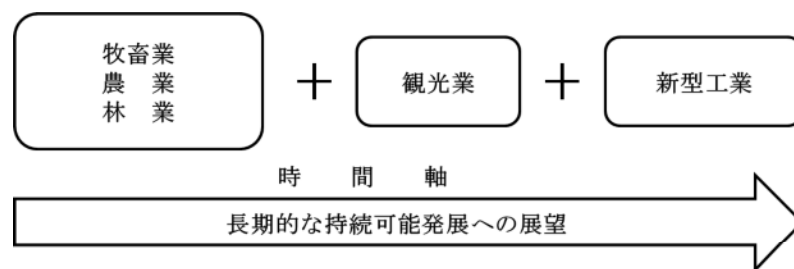 牧畜業
農　業
林　業
＋
観光業
＋
新型工業
時　間　軸
長期的な持続可能発展への展望